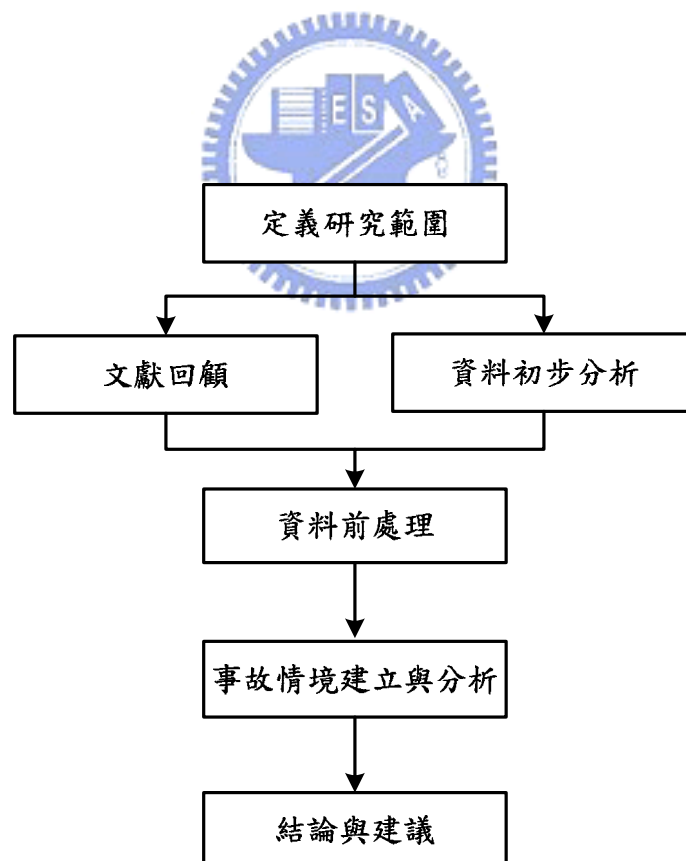 E S A
定義研究範圍
文獻回顧
資料初步分析
資料前處理
事故情境建立與分析
結論與建議